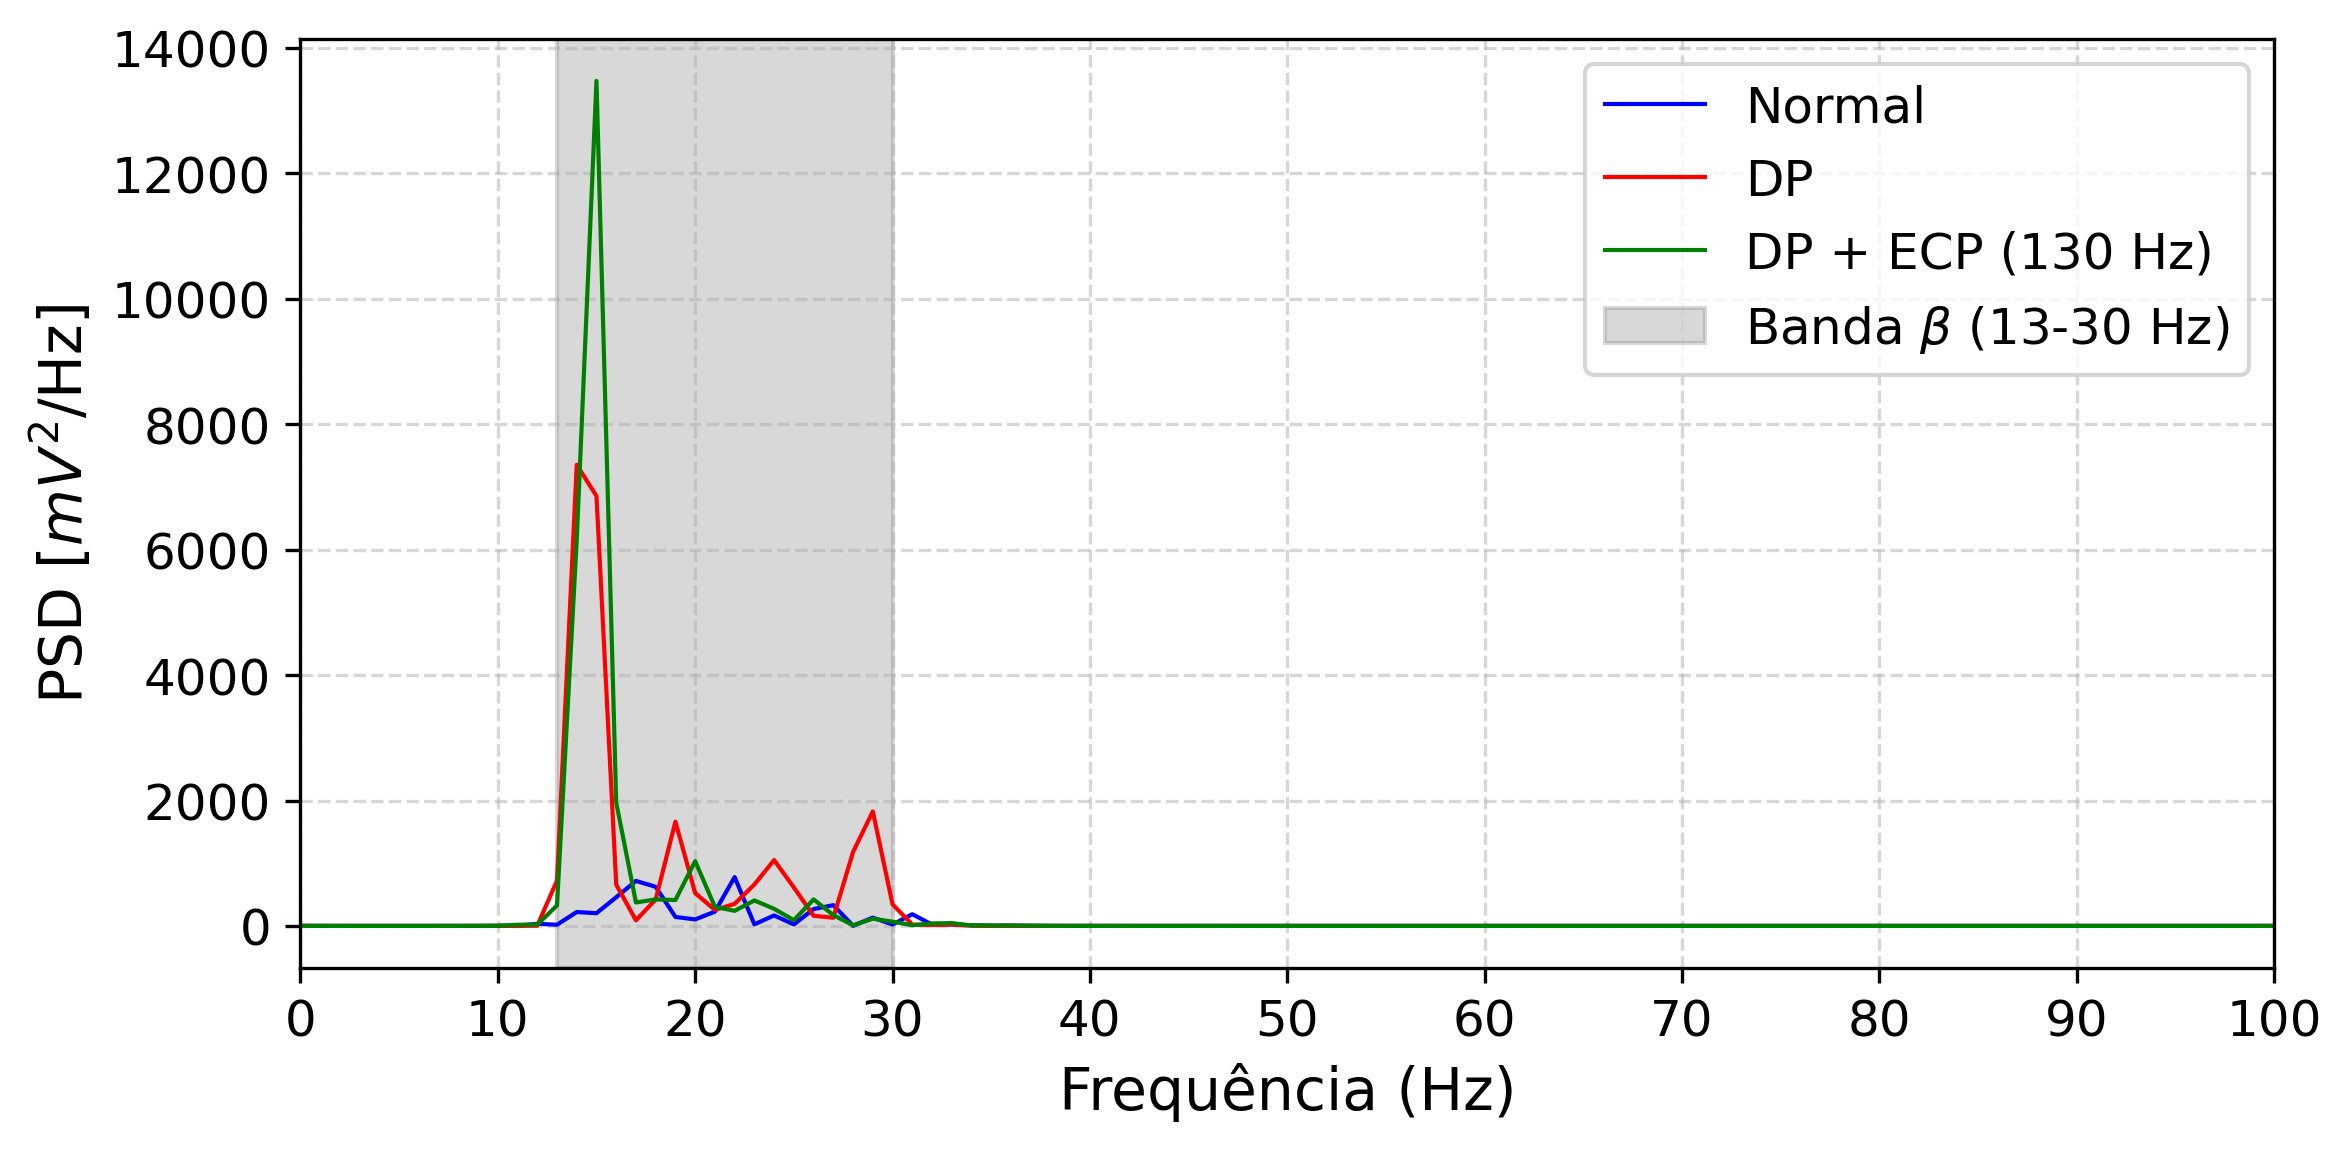 14000
12000
10000
8000
6000
4000
2000
0
PSD [mV²/Hz]
Normal
DP
DP + ECP (130 Hz)
Banda β (13-30 Hz)
0 10 20 30 40 50 60 70 80 90 100
Frequência (Hz)